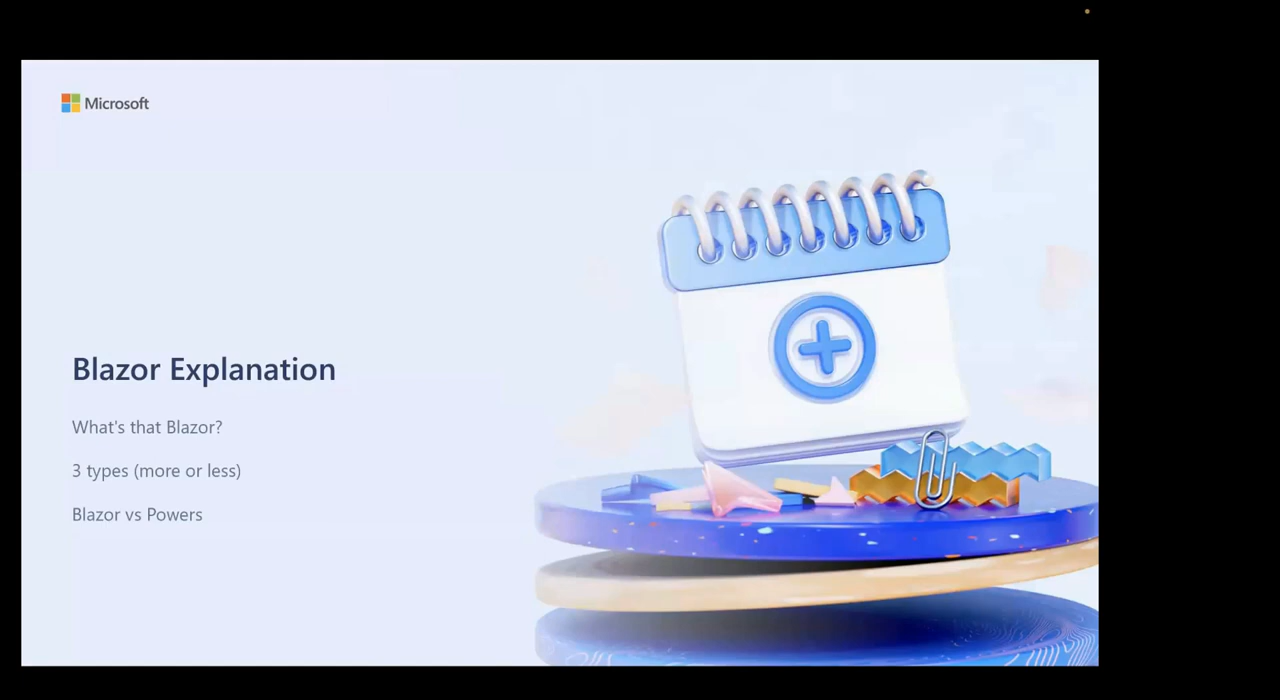 Microsoft
Blazor Explanation
What's that Blazor?
3 types (more or less)
Blazor vs Powers